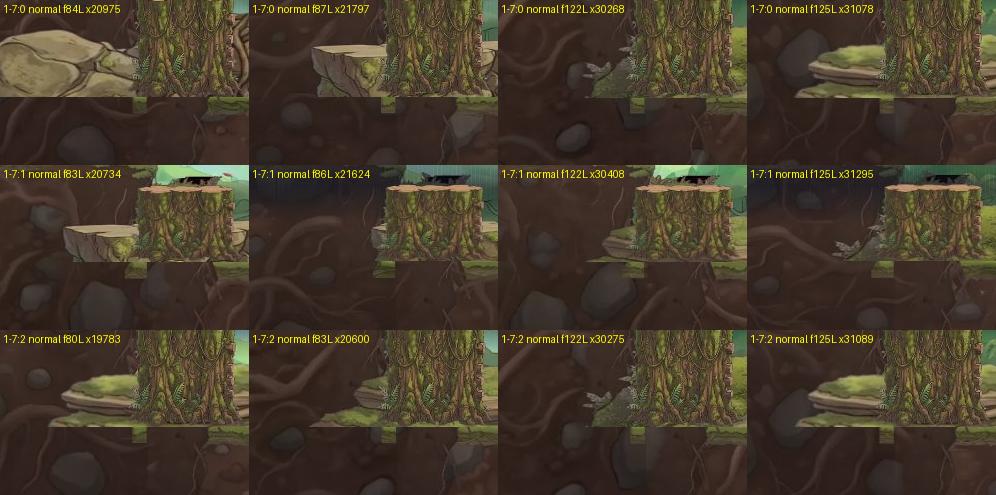 1-7:0 normal f84L x20975
1-7:0 normal f87L x21797
1-7:0 normal f122L x30268
1-7:0 normal f125L x31078
1-7:1 normal f83L x20734
1-7:1 normal f86L x21624
1-7:1 normal f122L x30408
1-7:1 normal f125L x31295
1-7:2 normal f80L x19783
1-7:2 normal f83L x20600
1-7:2 normal f122L x30275
1-7:2 normal f125L x31089